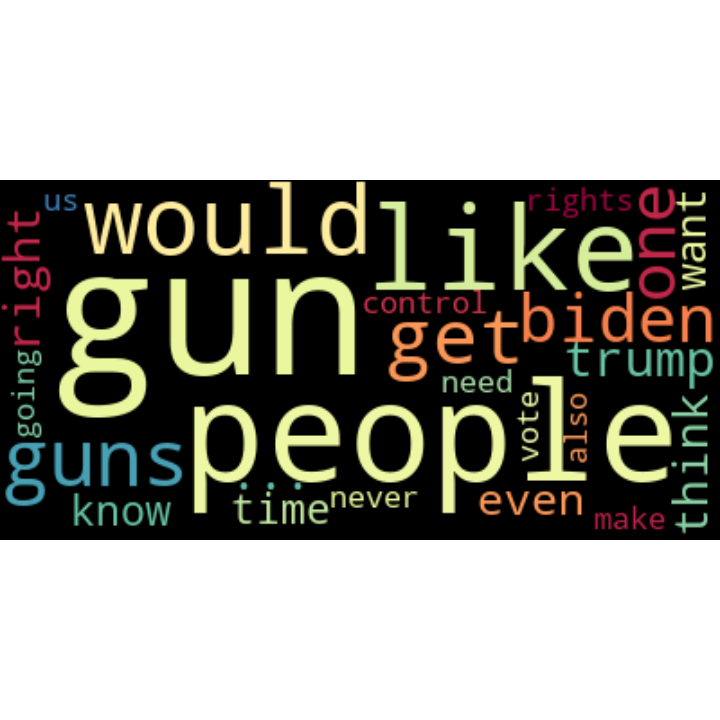 us
would
like
rights
one
want
right
gun
control
get
biden
trump
going
need
people
vote
also
think
guns
know
time
never
even
make